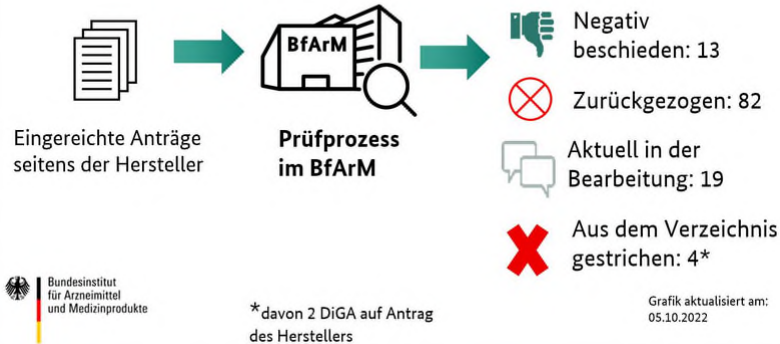 BfArM
Eingereichte Anträge
seitens der Hersteller
Prüfprozess
im BfArM
Negativ
beschieden: 13
Zurückgezogen: 82
Aktuell in der
Bearbeitung: 19
Aus dem Verzeichnis
gestrichen: 4*
Bundesinstitut
für Arzneimittel
und Medizinprodukte
*davon 2 DiGA auf Antrag
des Herstellers
Grafik aktualisiert am:
05.10.2022